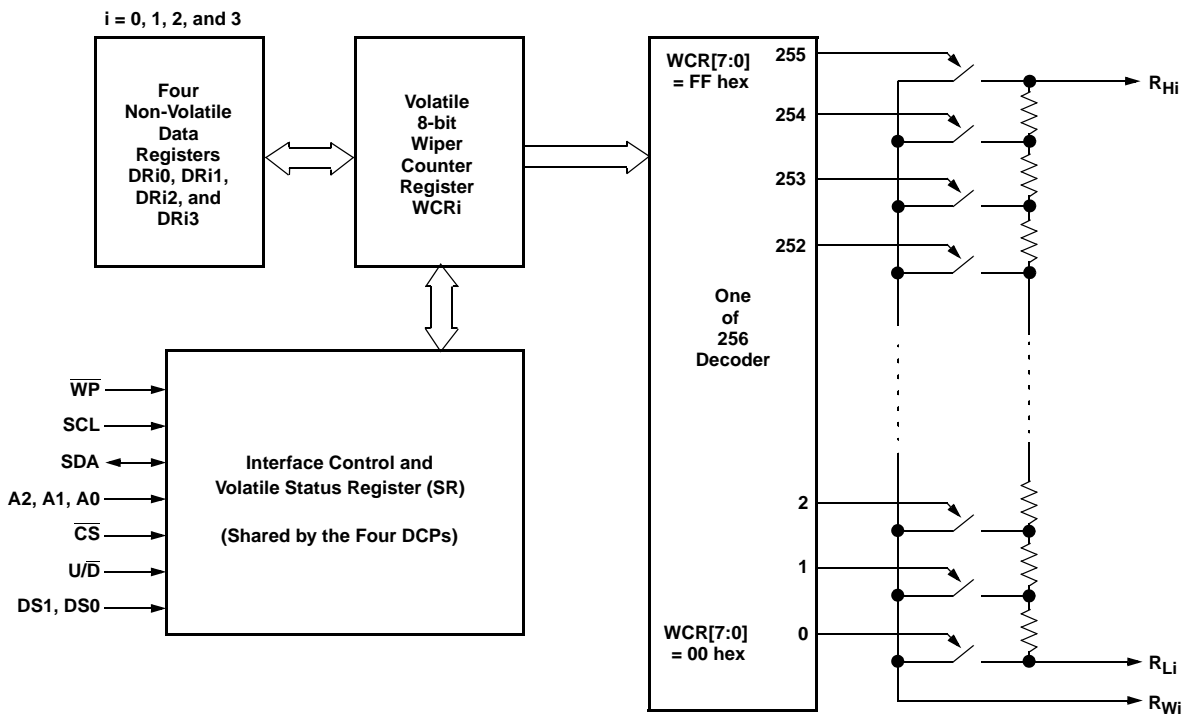 i = 0, 1, 2, and 3
Four
Non-Volatile
Data
Registers
DRi0, DRi1,
DRi2, and
DRi3
Volatile
8-bit
Wiper
Counter
Register
WCRi
WCR[7:0]
= FF hex
255
254
253
252
One
of
256
Decoder
2
1
0
WCR[7:0]
= 00 hex
RHi
RLi
RWi
W̅P̅
SCL
SDA
A2, A1, A0
C̅S̅
U/D̅
DS1, DS0
Interface Control and
Volatile Status Register (SR)
(Shared by the Four DCPs)